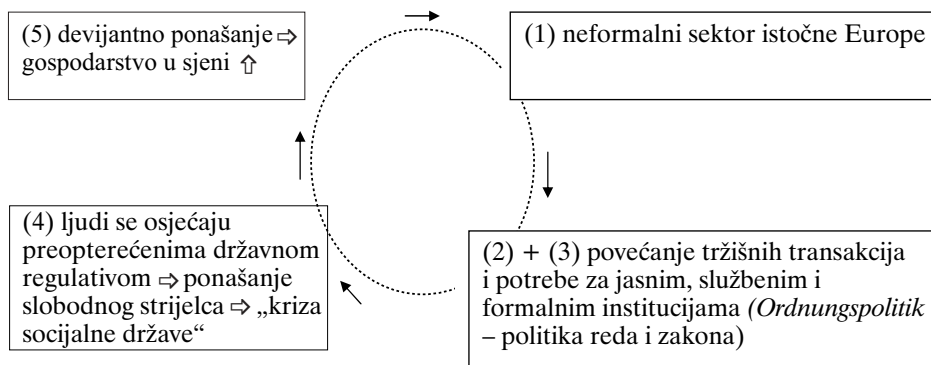 (5) devijantno ponašanje ⇨
gospodarstvo u sjeni ⇧
(1) neformalni sektor istočne Europe
(2) + (3) povećanje tržišnih transakcija
i potrebe za jasnim, službenim i
formalnim institucijama (Ordnungspolitik
– politika reda i zakona)
(4) ljudi se osjećaju
preopterećenima državnom
regulativom ⇨ ponašanje
slobodnog strijelca ⇨ „kriza
socijalne države“